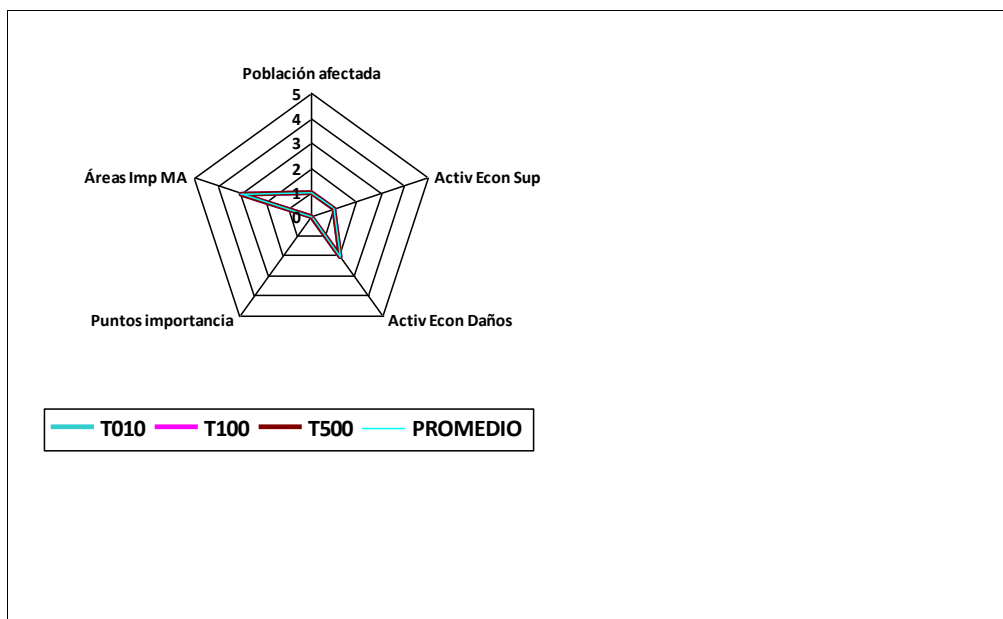 Población afectada
5
4
3
2
1
0
Áreas Imp MA
Activ Econ Sup
Puntos importancia
Activ Econ Daños
T010 T100 T500 PROMEDIO